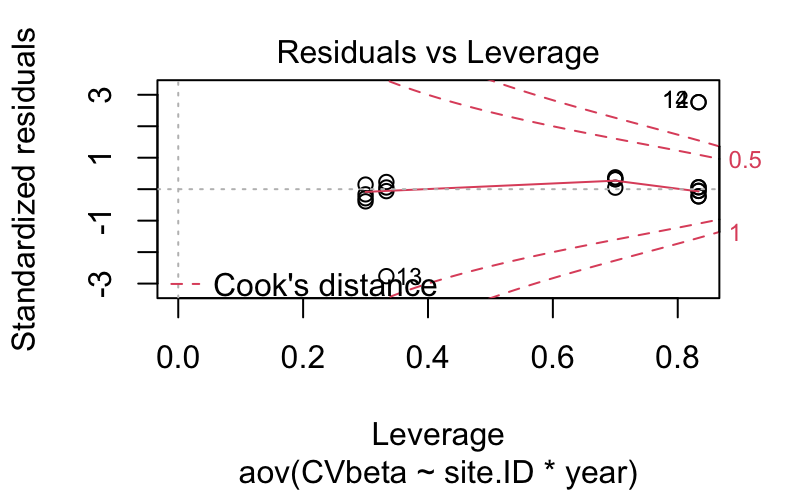 Residuals vs Leverage
Standardized residuals
3
1
-1
-3
13
0.5
1
Cook's distance
0.0 0.2 0.4 0.6 0.8
Leverage
aov(CVbeta ~ site.ID * year)